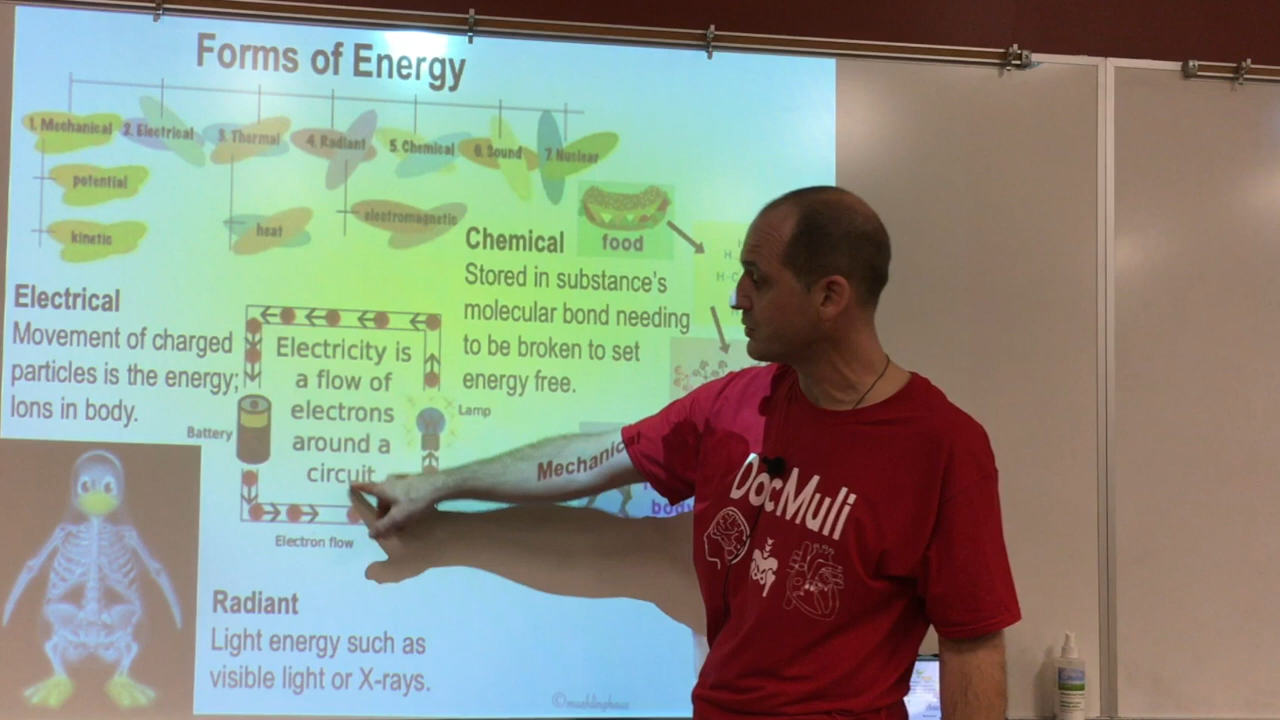 Forms of Energy
1. Mechanical 2. Electrical 3. Thermal 4. Radiant 5. Chemical 6. Sound 7. Nuclear
potential
kinetic
heat
electromagnetic
food
Chemical
Stored in substance's
molecular bond needing
to be broken to set
energy free.
Electrical
Movement of charged
particles is the energy;
Ions in body.
Electricity is
a flow of
electrons
around a
circuit
Battery
Lamp
Electron flow
Mechanical
body
Radiant
Light energy such as
visible light or X-rays.
©muehlinghaus
DocMuli